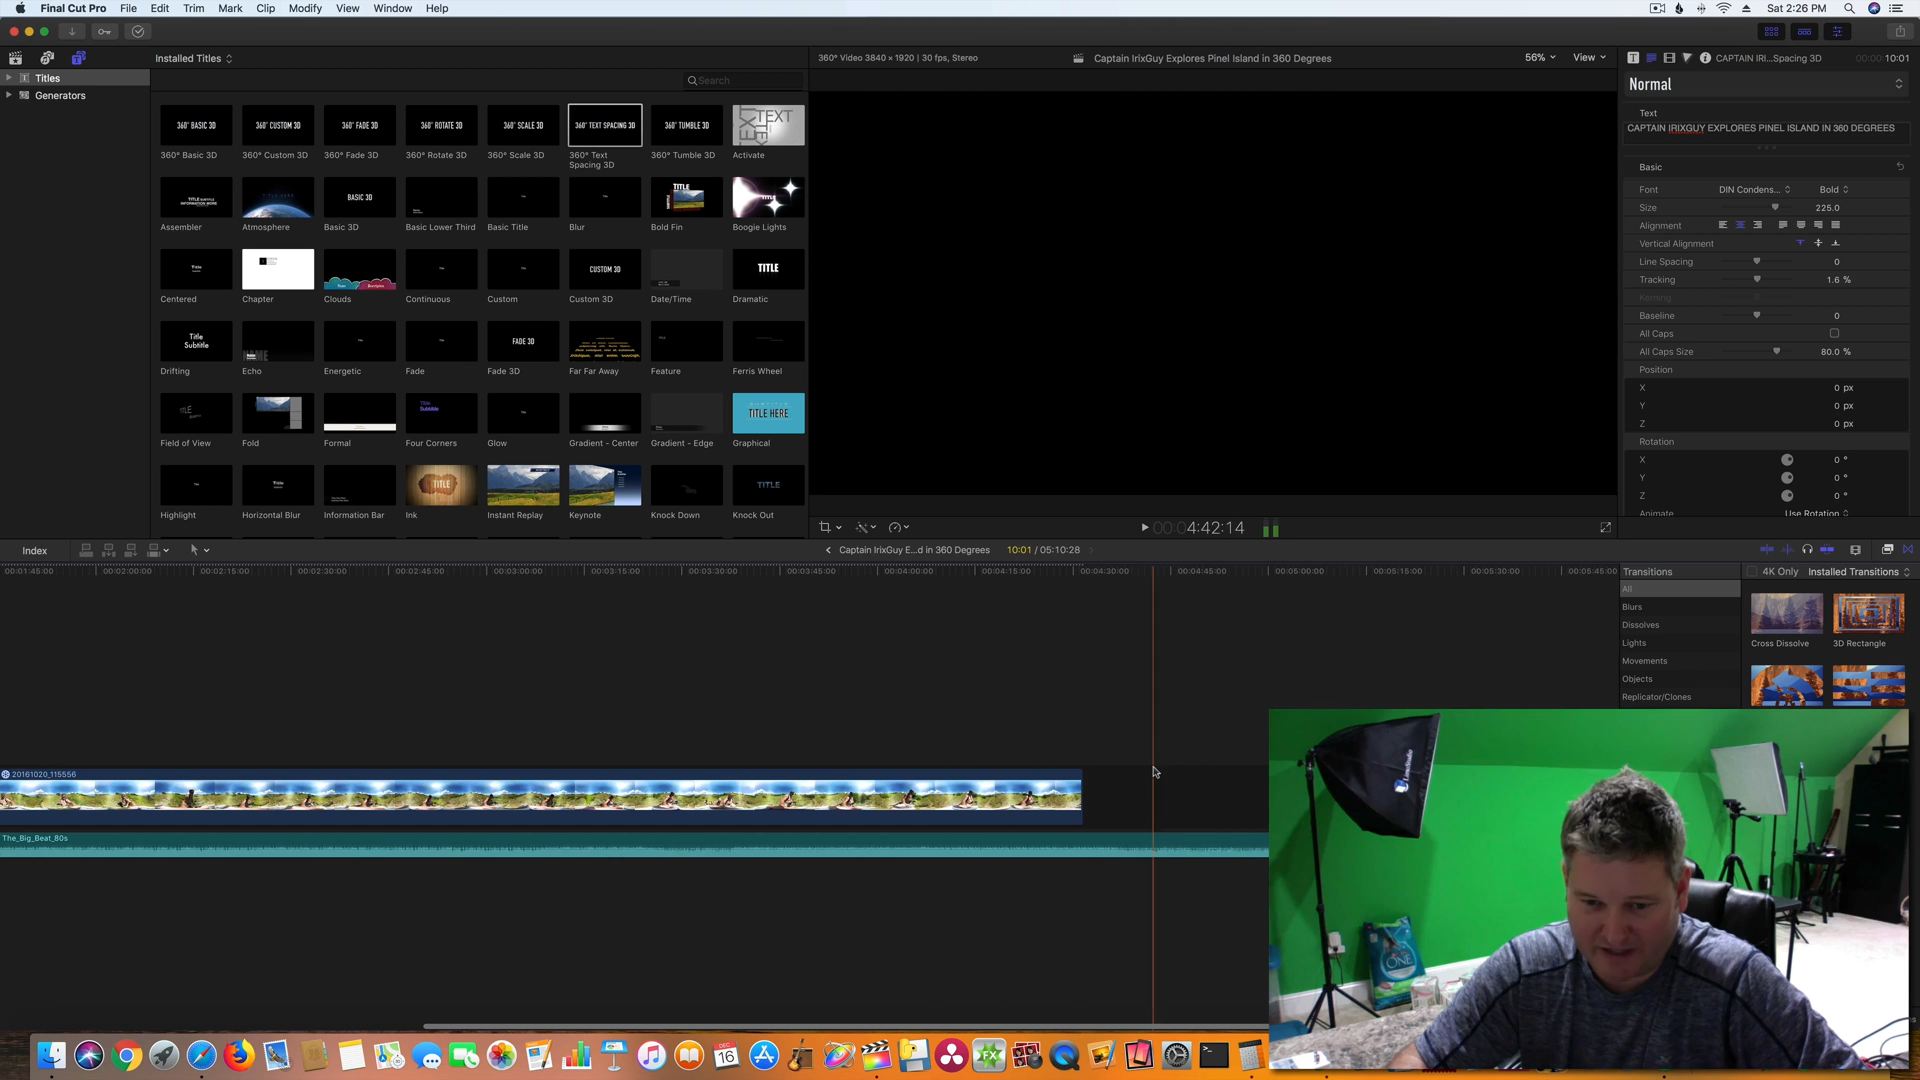 Final Cut Pro File Edit Trim Mark Clip Modify View Window Help
Sat 2:26 PM
Installed Titles
360° Video 3840 × 1920 | 30 fps, Stereo
Captain IrixGuy Explores Pinel Island in 360 Degrees
56%
View
CAPTAIN IRI...Spacing 3D
00:00:10:01
Titles
Generators
Search
Normal
Text
CAPTAIN IRIXGUY EXPLORES PINEL ISLAND IN 360 DEGREES
360° BASIC 3D 360° CUSTOM 3D 360° FADE 3D 360° ROTATE 3D 360° SCALE 3D 360° TEXT SPACING 3D 360° TUMBLE 3D TEXT
360° Basic 3D 360° Custom 3D 360° Fade 3D 360° Rotate 3D 360° Scale 3D 360° Text Spacing 3D 360° Tumble 3D Activate
BASIC 3D TITLE
Assembler Atmosphere Basic 3D Basic Lower Third Basic Title Blur Bold Fin Boogie Lights
Title CUSTOM 3D TITLE
Centered Chapter Clouds Continuous Custom Custom 3D Date/Time Dramatic
Title Subtitle NAME FADE 3D
Drifting Echo Energetic Fade Fade 3D Far Far Away Feature Ferris Wheel
Title Subtitle TITLE HERE
Field of View Fold Formal Four Corners Glow Gradient - Center Gradient - Edge Graphical
TITLE TITLE
Highlight Horizontal Blur Information Bar Ink Instant Replay Keynote Knock Down Knock Out
Basic
Font DIN Condens... Bold
Size 225.0
Alignment
Vertical Alignment
Line Spacing 0
Tracking 1.6 %
Kerning
Baseline 0
All Caps
All Caps Size 80.0 %
Position
X 0 px
Y 0 px
Z 0 px
Rotation
X 0 °
Y 0 °
Z 0 °
Animate Use Rotation
00:00:4:42:14
Index
Captain IrixGuy E...d in 360 Degrees
10:01 / 05:10:28
00:01:45:00 00:02:00:00 00:02:15:00 00:02:30:00 00:02:45:00 00:03:00:00 00:03:15:00 00:03:30:00 00:03:45:00 00:04:00:00 00:04:15:00 00:04:30:00 00:04:45:00 00:05:00:00 00:05:15:00 00:05:30:00 00:05:45:00
Transitions
4K Only
Installed Transitions
All
Blurs
Dissolves
Lights
Movements
Objects
Replicator/Clones
Cross Dissolve 3D Rectangle
20161020_115556
The_Big_Beat_80s
ONE
DEC
16
FX